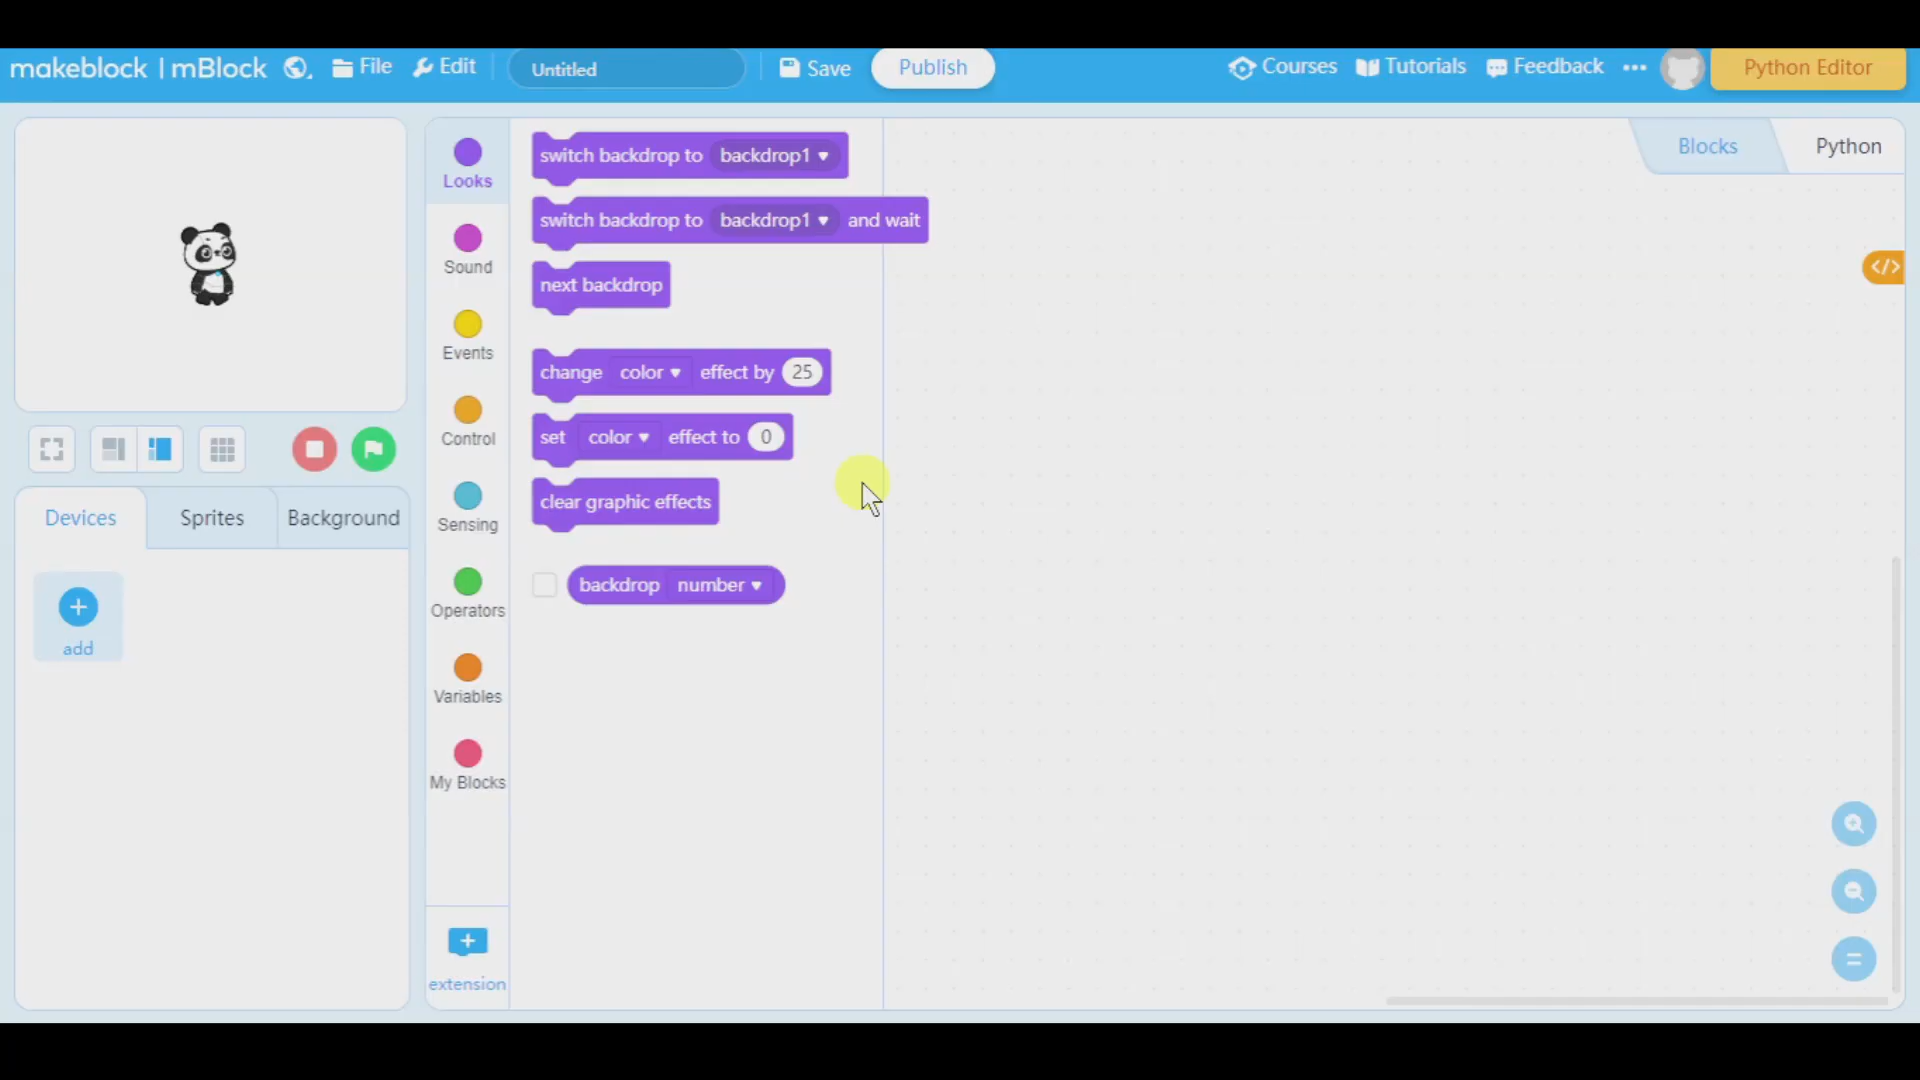 makeblock | mBlock File Edit Untitled Save Publish Courses Tutorials Feedback Python Editor
Blocks Python
Looks
Sound
Events
Control
Sensing
Operators
Variables
My Blocks
extension
switch backdrop to backdrop1
switch backdrop to backdrop1 and wait
next backdrop
change color effect by 25
set color effect to 0
clear graphic effects
backdrop number
Devices Sprites Background
add